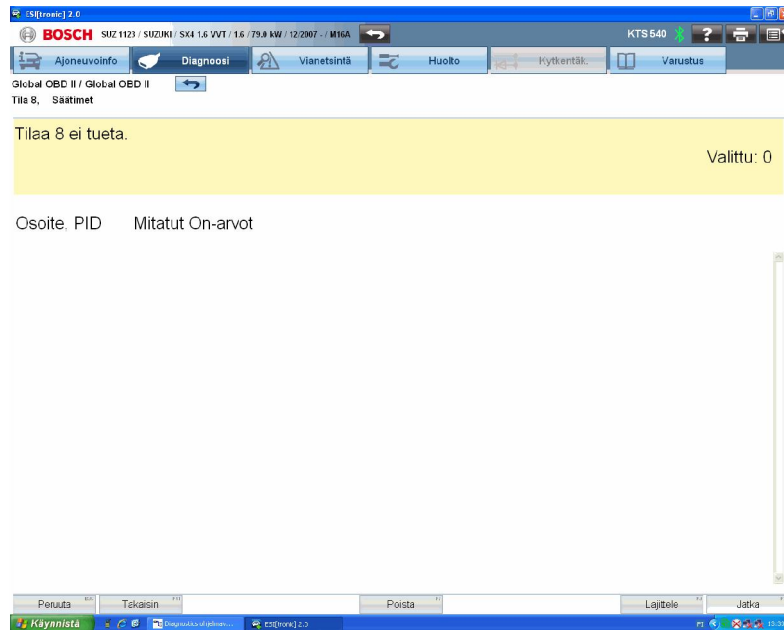 ESI[tronic] 2.0
BOSCH SUZ 1123 / SUZUKI / SX4 1.6 VVT / 1.6 / 79.0 kW / 12/2007 - / M16A KTS 540 ?
Ajoneuvoinfo Diagnoosi Vianetsintä Huolto Kytkentäk. Varustus
Global OBD II / Global OBD II
Tila 8, Säätimet
Tilaa 8 ei tueta.
Valittu: 0
Osoite, PID Mitatut On-arvot
Peruuta Takaisin Poista Lajittele Jatka
Käynnistä ESI[tronic] 2.0 FI